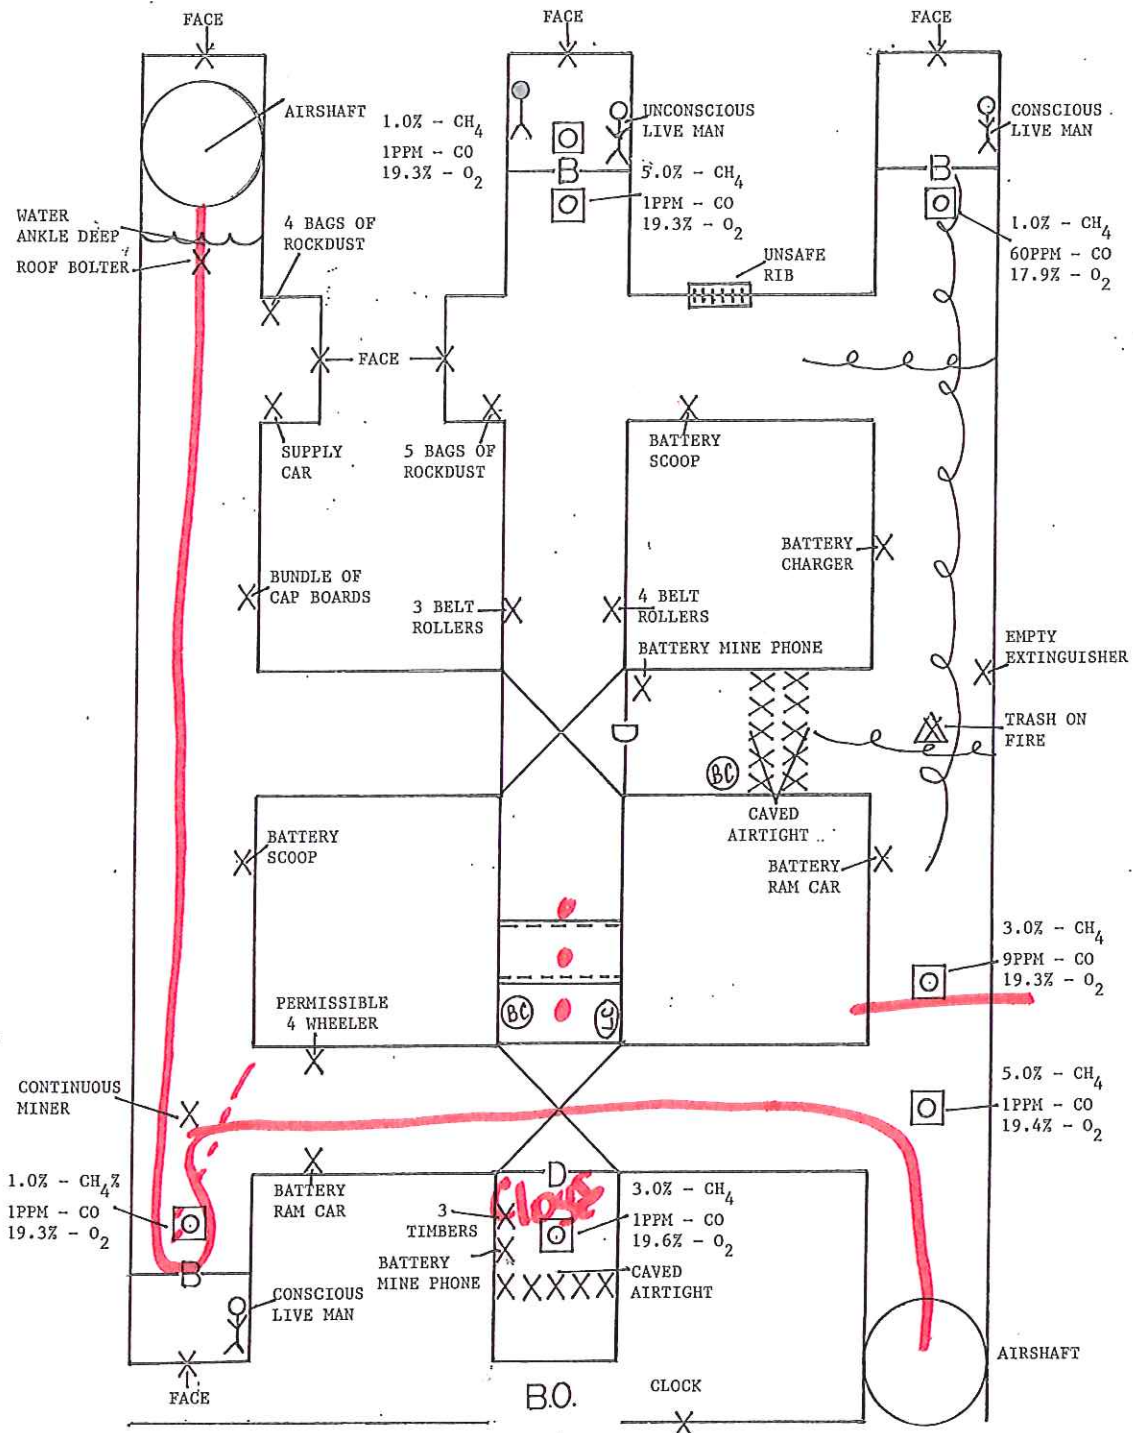 FACE
FACE
FACE
AIRSHAFT
1.0% - CH4
1PPM - CO
19.3% - O2
UNCONSCIOUS
LIVE MAN
CONSCIOUS
LIVE MAN
B
5.0% - CH4
1PPM - CO
19.3% - O2
B
1.0% - CH4
60PPM - CO
17.9% - O2
WATER
ANKLE DEEP
ROOF BOLTER
4 BAGS OF
ROCKDUST
UNSAFE
RIB
FACE
SUPPLY
CAR
5 BAGS OF
ROCKDUST
BATTERY
SCOOP
BATTERY
CHARGER
BUNDLE OF
CAP BOARDS
3 BELT
ROLLERS
4 BELT
ROLLERS
BATTERY MINE PHONE
EMPTY
EXTINGUISHER
D
TRASH ON
FIRE
BC
CAVED
AIRTIGHT
BATTERY
SCOOP
BATTERY
RAM CAR
3.0% - CH4
9PPM - CO
19.3% - O2
PERMISSIBLE
4 WHEELER
BC
CONTINUOUS
MINER
5.0% - CH4
1PPM - CO
19.4% - O2
1.0% - CH4%
1PPM - CO
19.3% - O2
BATTERY
RAM CAR
D
Close
3
TIMBERS
3.0% - CH4
1PPM - CO
19.6% - O2
BATTERY
MINE PHONE
CAVED
AIRTIGHT
B
CONSCIOUS
LIVE MAN
FACE
B.O.
CLOCK
AIRSHAFT